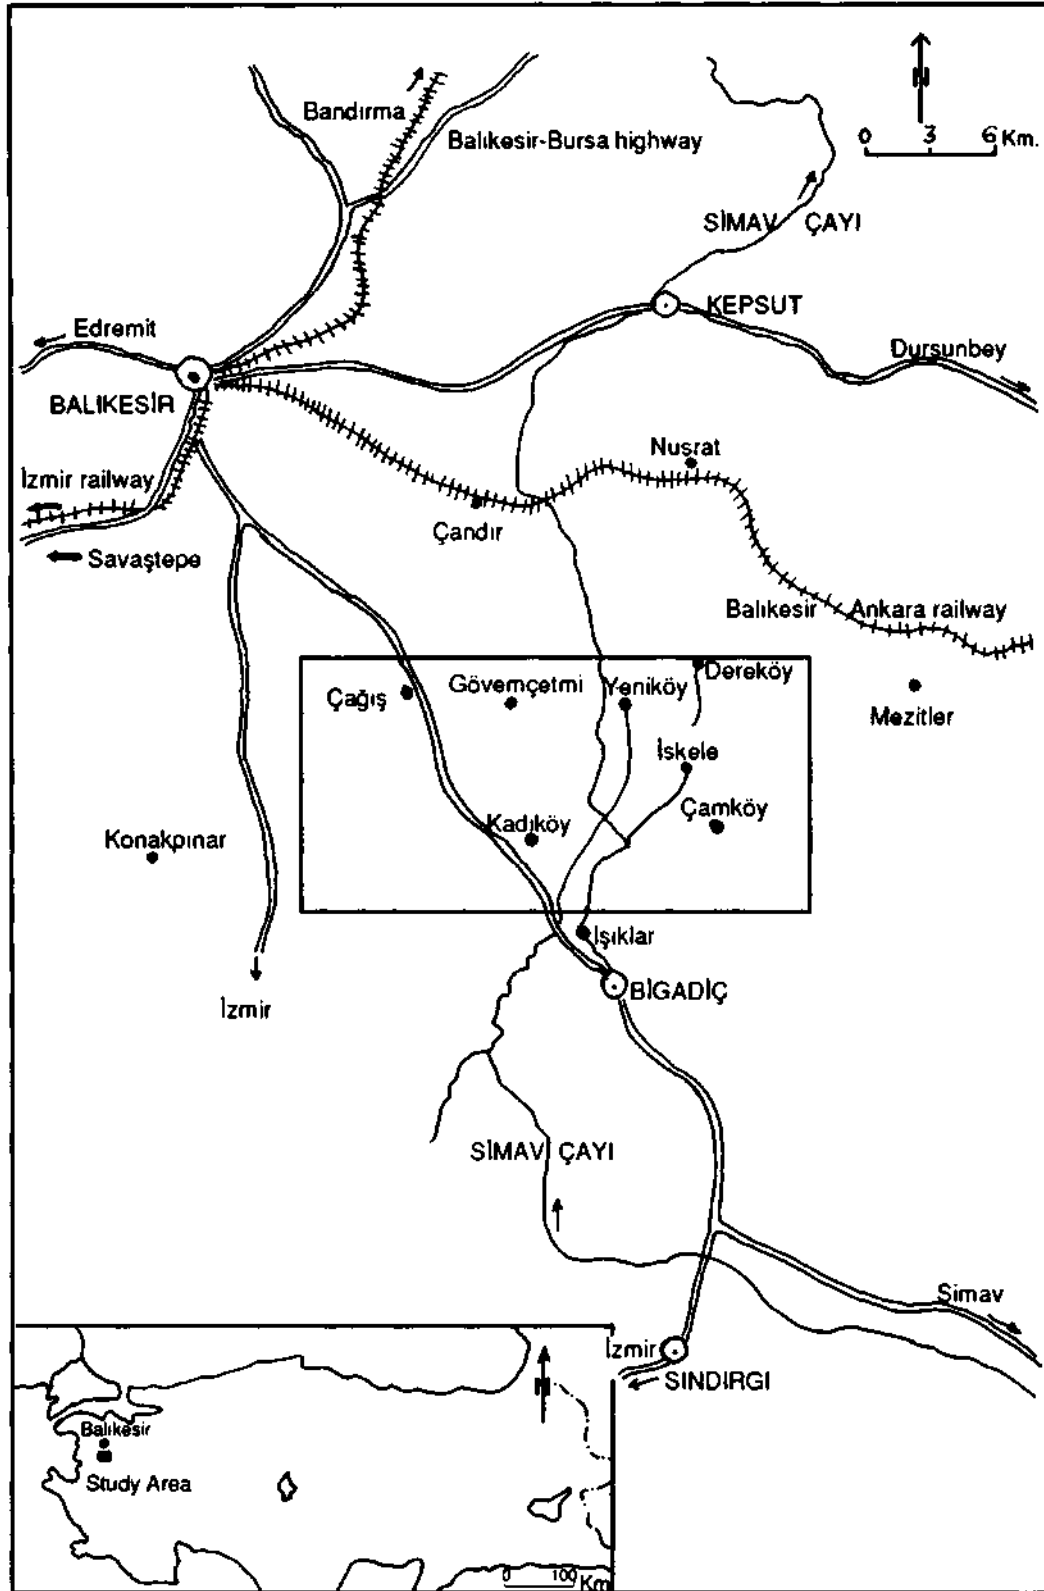 N
Bandırma
Balıkesir-Bursa highway
0 3 6 Km.
SİMAV ÇAYI
KEPSUT
Edremit
Dursunbey
BALIKESİR
Nusrat
İzmir railway
Çandır
Savaştepe
Balıkesir Ankara railway
Dereköy
Çağış
Gövemçetmi
Yeniköy
Mezitler
İskele
Çamköy
Kadıköy
Konakpınar
Işıklar
BİGADİÇ
İzmir
SİMAV ÇAYI
Simav
İzmir
SINDIRGI
N
Balıkesir
Study Area
0 100 Km